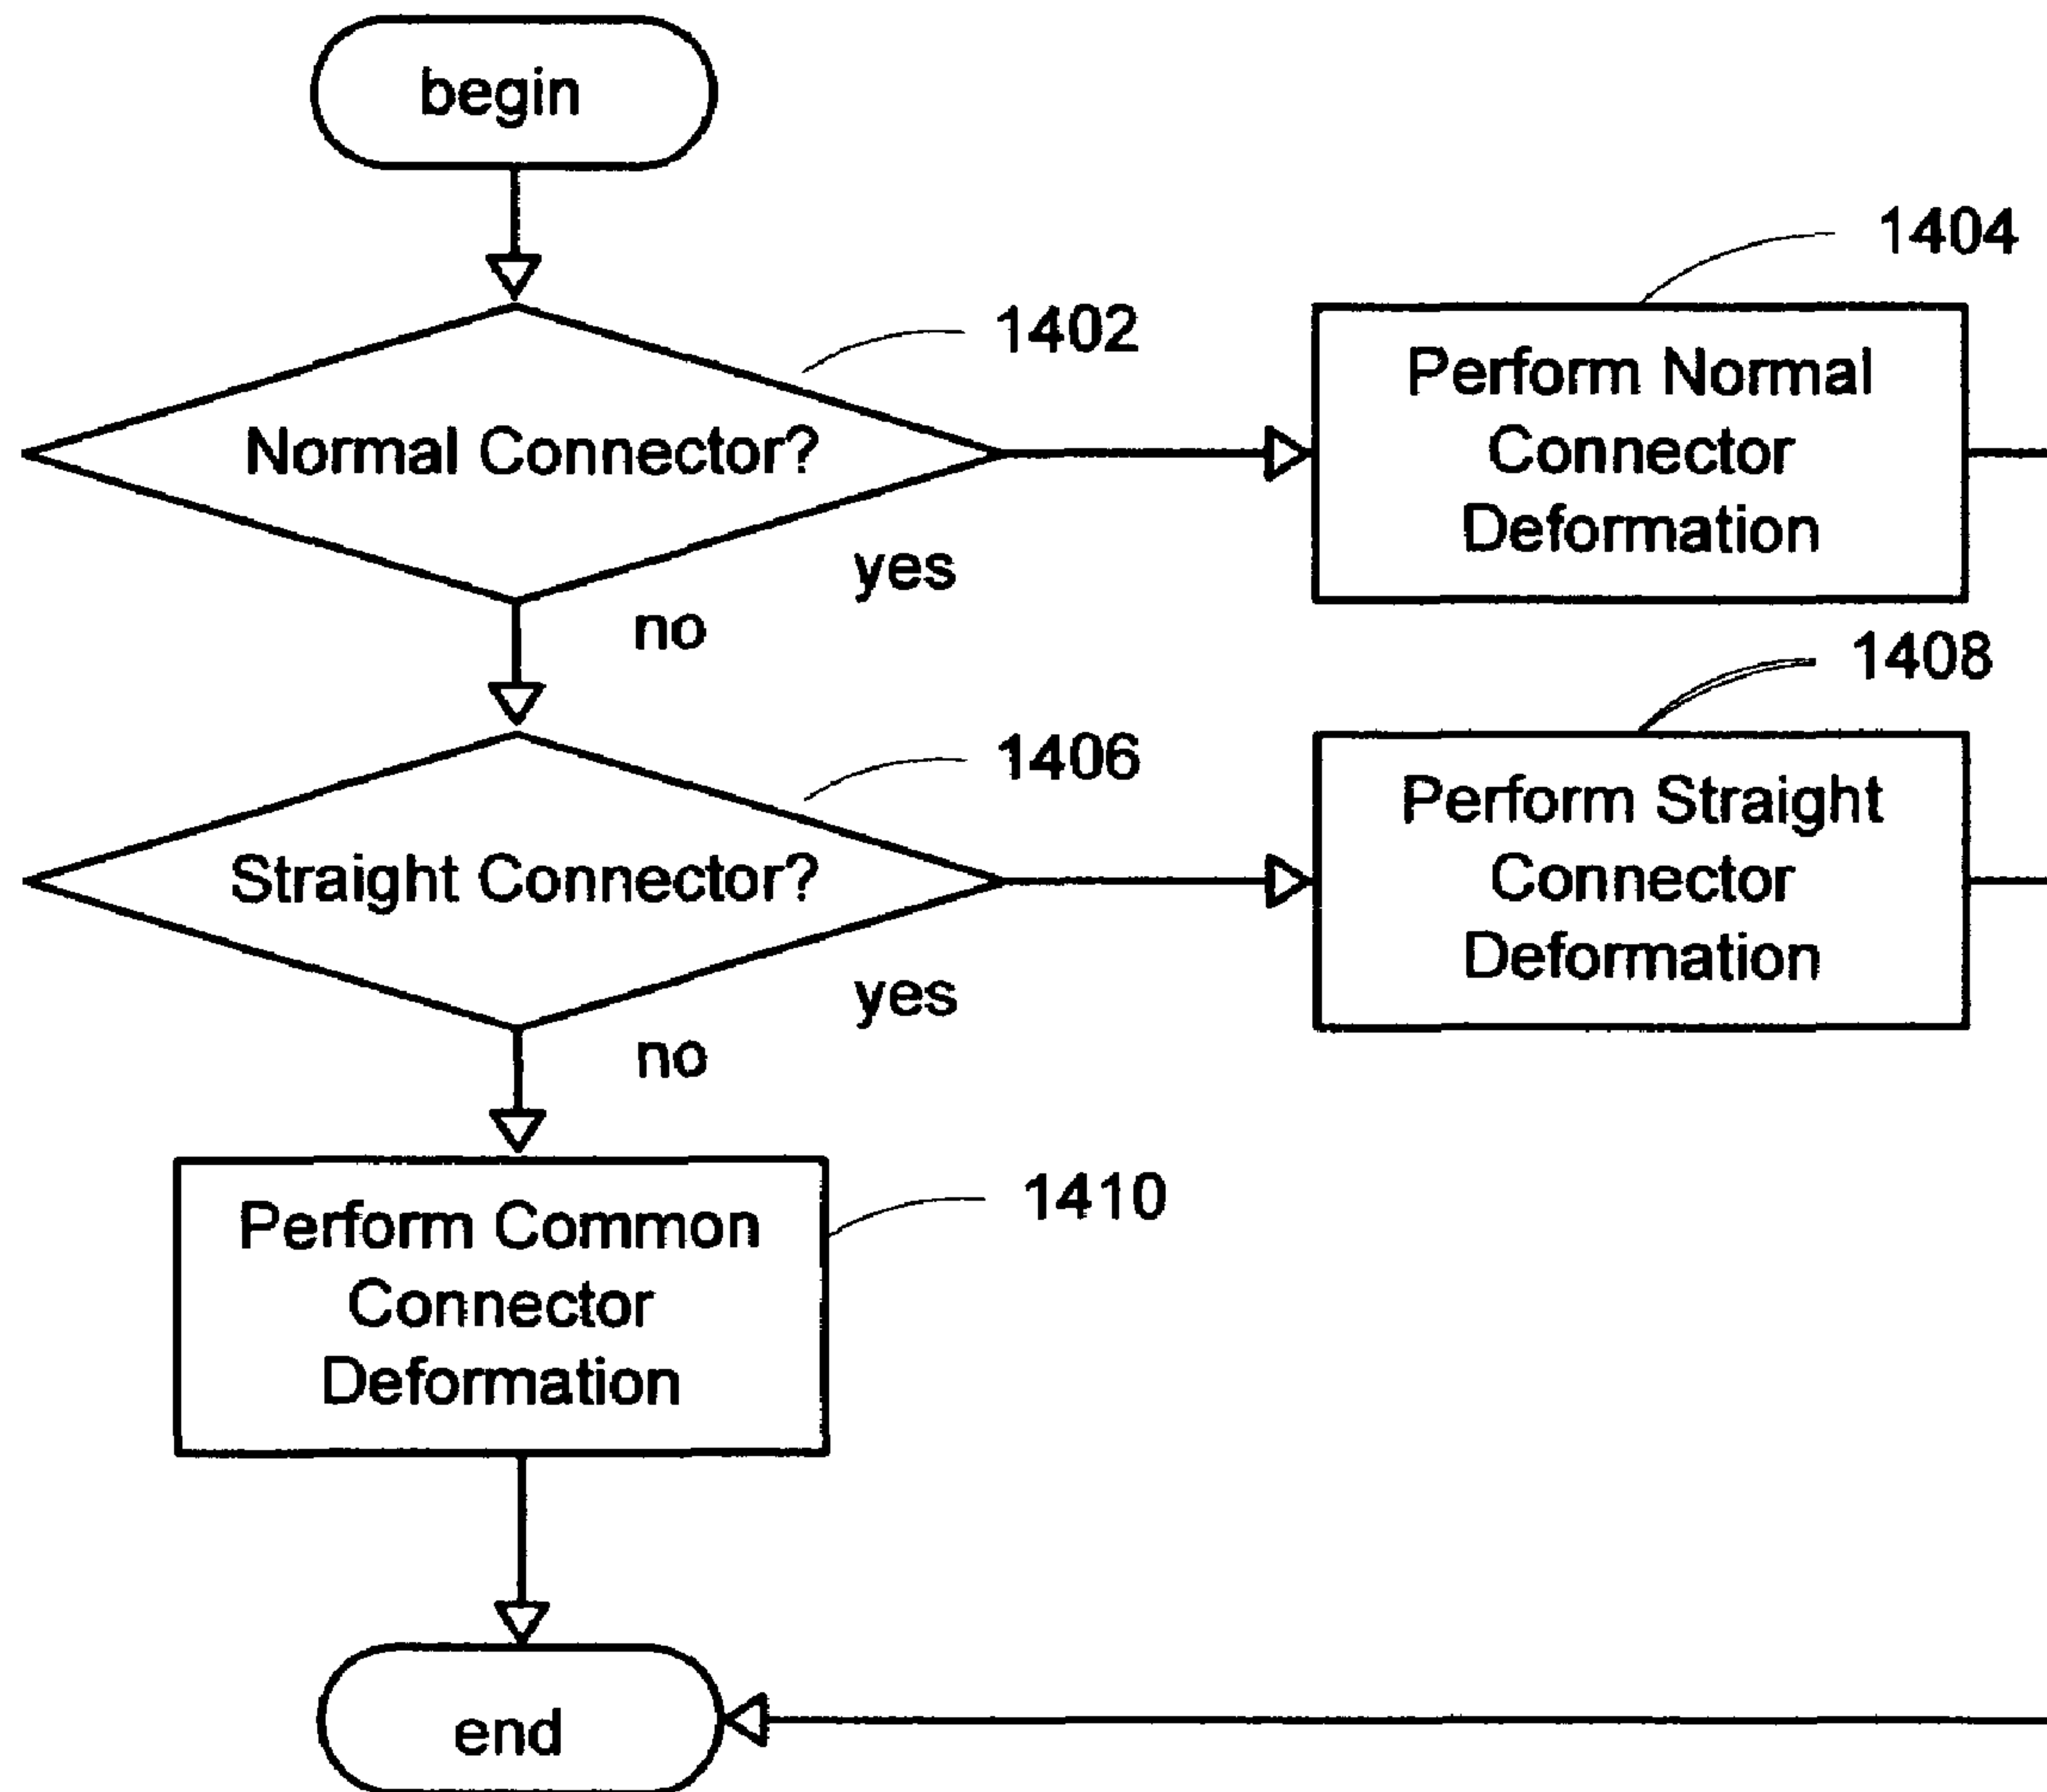 begin
1404
1402
Perform Normal
Connector
Deformation
Normal Connector?
yes
no
1408
1406
Perform Straight
Connector
Deformation
Straight Connector?
yes
no
1410
Perform Common
Connector
Deformation
end